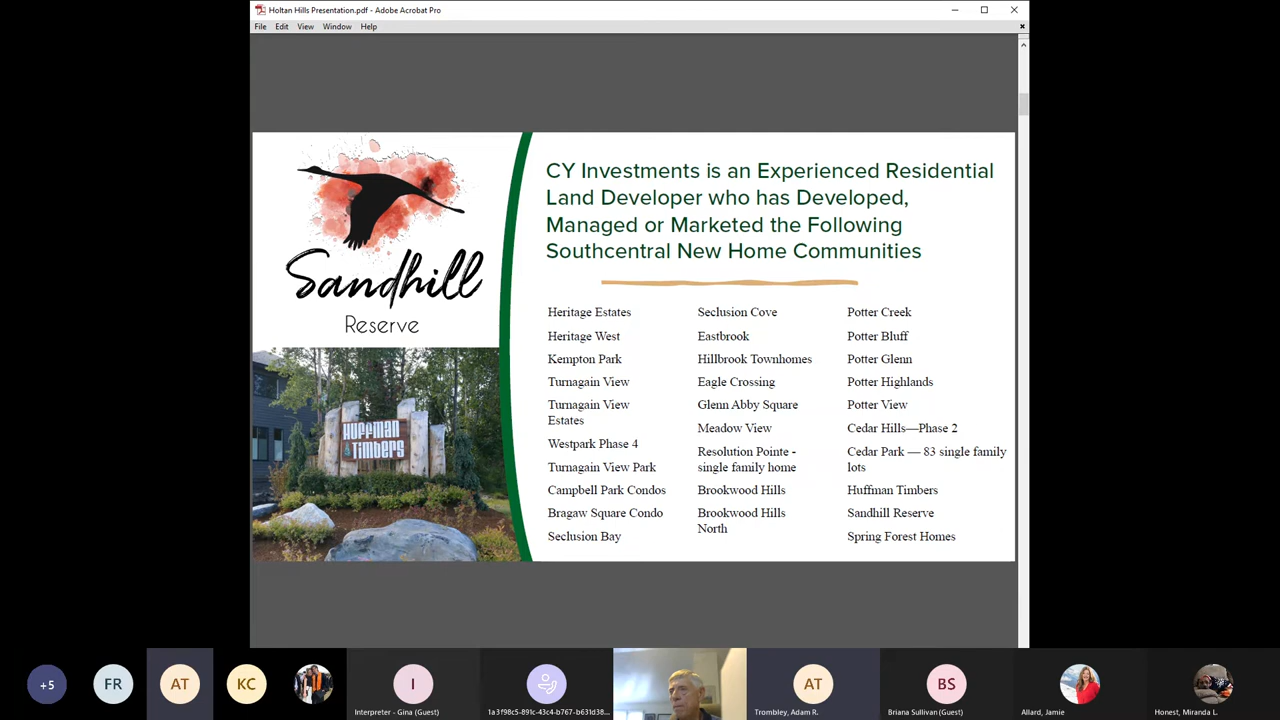 Holtan Hills Presentation.pdf - Adobe Acrobat Pro
File Edit View Window Help
Sandhill
Reserve
Huffman
Timbers
CY Investments is an Experienced Residential
Land Developer who has Developed,
Managed or Marketed the Following
Southcentral New Home Communities
Heritage Estates
Heritage West
Kempton Park
Turnagain View
Turnagain View
Estates
Westpark Phase 4
Turnagain View Park
Campbell Park Condos
Bragaw Square Condo
Seclusion Bay
Seclusion Cove
Eastbrook
Hillbrook Townhomes
Eagle Crossing
Glenn Abby Square
Meadow View
Resolution Pointe -
single family home
Brookwood Hills
Brookwood Hills
North
Potter Creek
Potter Bluff
Potter Glenn
Potter Highlands
Potter View
Cedar Hills—Phase 2
Cedar Park — 83 single family
lots
Huffman Timbers
Sandhill Reserve
Spring Forest Homes
+5 FR AT KC I AT BS
Interpreter - Gina (Guest) 1a3f98c5-891c-43c4-b767-b631d38... Trombley, Adam R. Briana Sullivan (Guest) Allard, Jamie Honest, Miranda L.